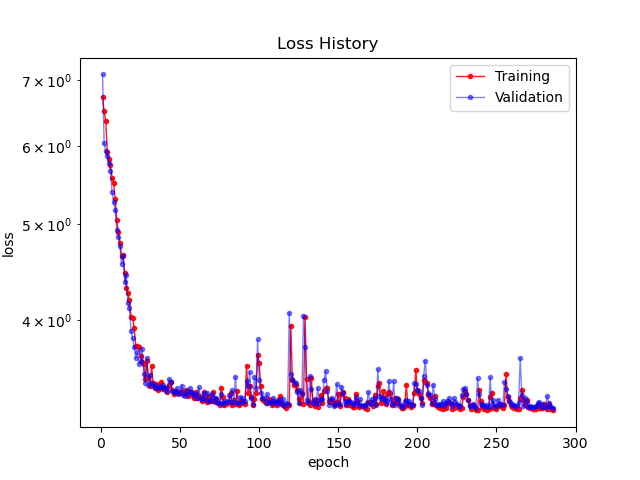 Loss History
Training
Validation
7 × 10⁰
6 × 10⁰
5 × 10⁰
4 × 10⁰
loss
0 50 100 150 200 250 300
epoch